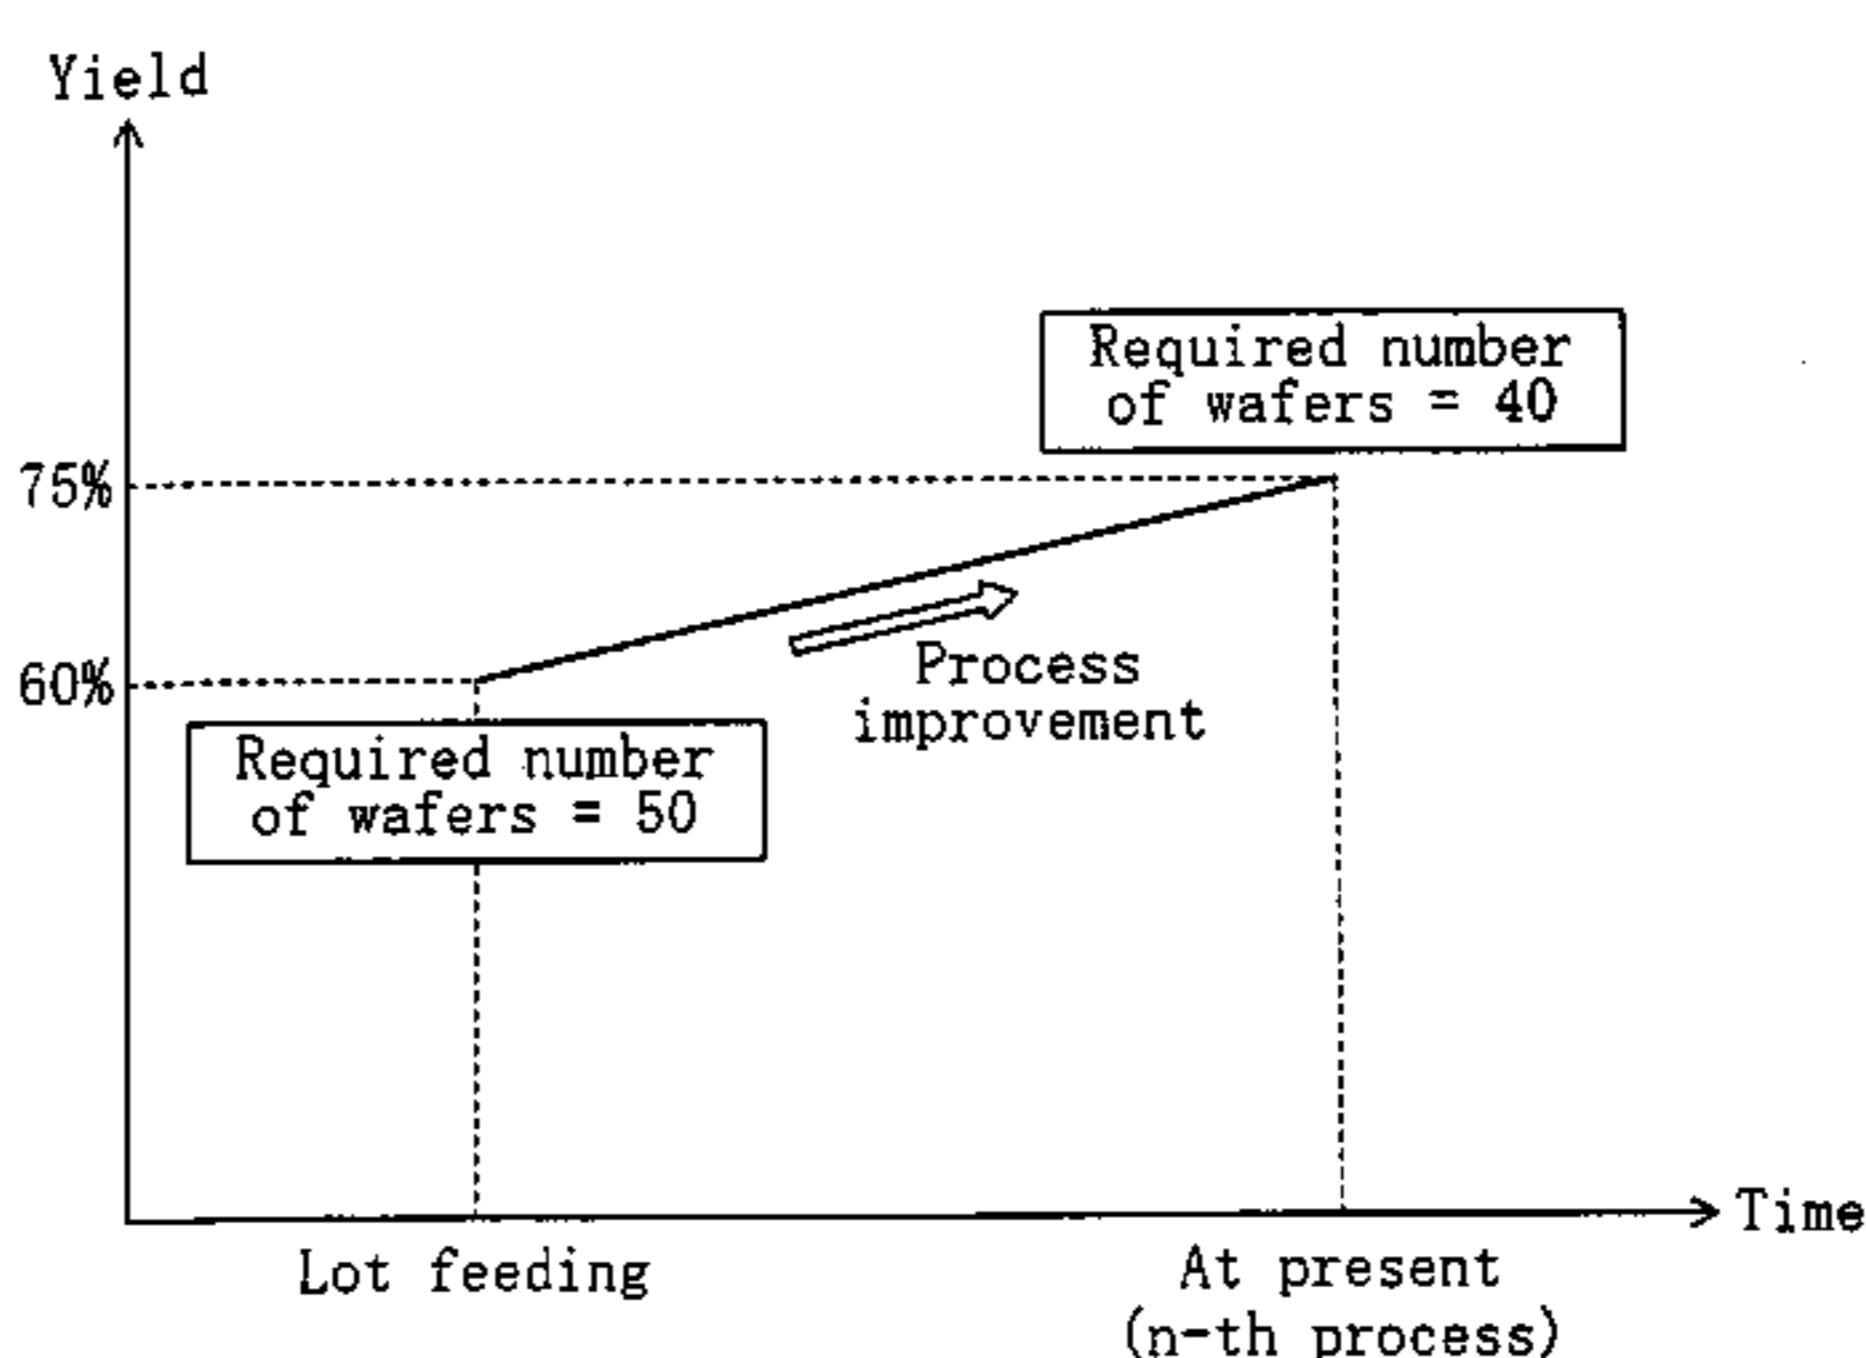 Yield
Required number
of wafers = 40
75%
60%
Process
improvement
Required number
of wafers = 50
Time
Lot feeding
At present
(n-th process)